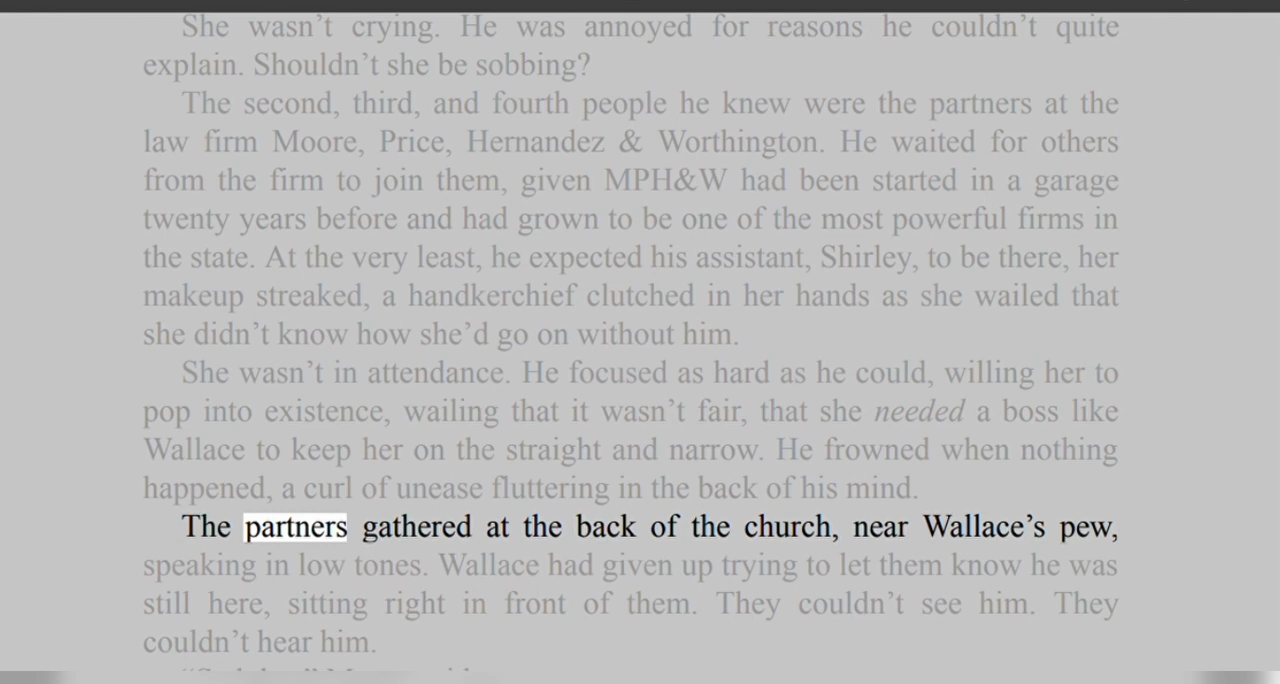 She wasn’t crying. He was annoyed for reasons he couldn’t quite
explain. Shouldn’t she be sobbing?
The second, third, and fourth people he knew were the partners at the
law firm Moore, Price, Hernandez & Worthington. He waited for others
from the firm to join them, given MPH&W had been started in a garage
twenty years before and had grown to be one of the most powerful firms in
the state. At the very least, he expected his assistant, Shirley, to be there, her
makeup streaked, a handkerchief clutched in her hands as she wailed that
she didn’t know how she’d go on without him.
She wasn’t in attendance. He focused as hard as he could, willing her to
pop into existence, wailing that it wasn’t fair, that she needed a boss like
Wallace to keep her on the straight and narrow. He frowned when nothing
happened, a curl of unease fluttering in the back of his mind.
The partners gathered at the back of the church, near Wallace’s pew,
speaking in low tones. Wallace had given up trying to let them know he was
still here, sitting right in front of them. They couldn’t see him. They
couldn’t hear him.